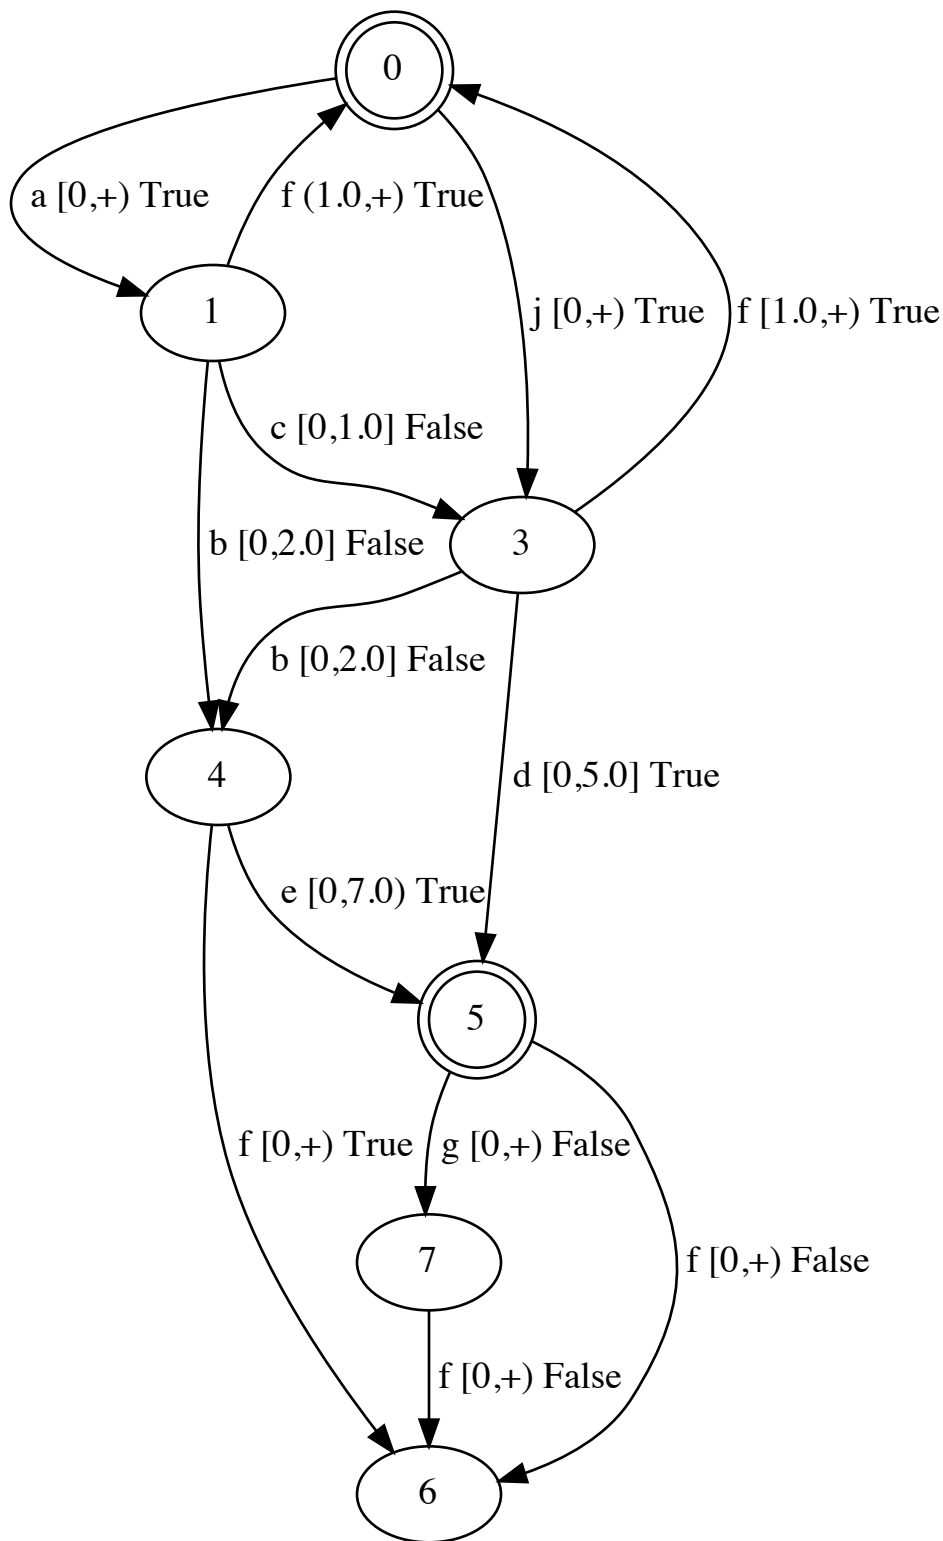 0
a [0,+) True
f (1.0,+) True
1
j [0,+) True
f [1.0,+) True
c [0,1.0] False
b [0,2.0] False
3
b [0,2.0] False
4
d [0,5.0] True
e [0,7.0) True
5
f [0,+) True
g [0,+) False
7
f [0,+) False
f [0,+) False
6